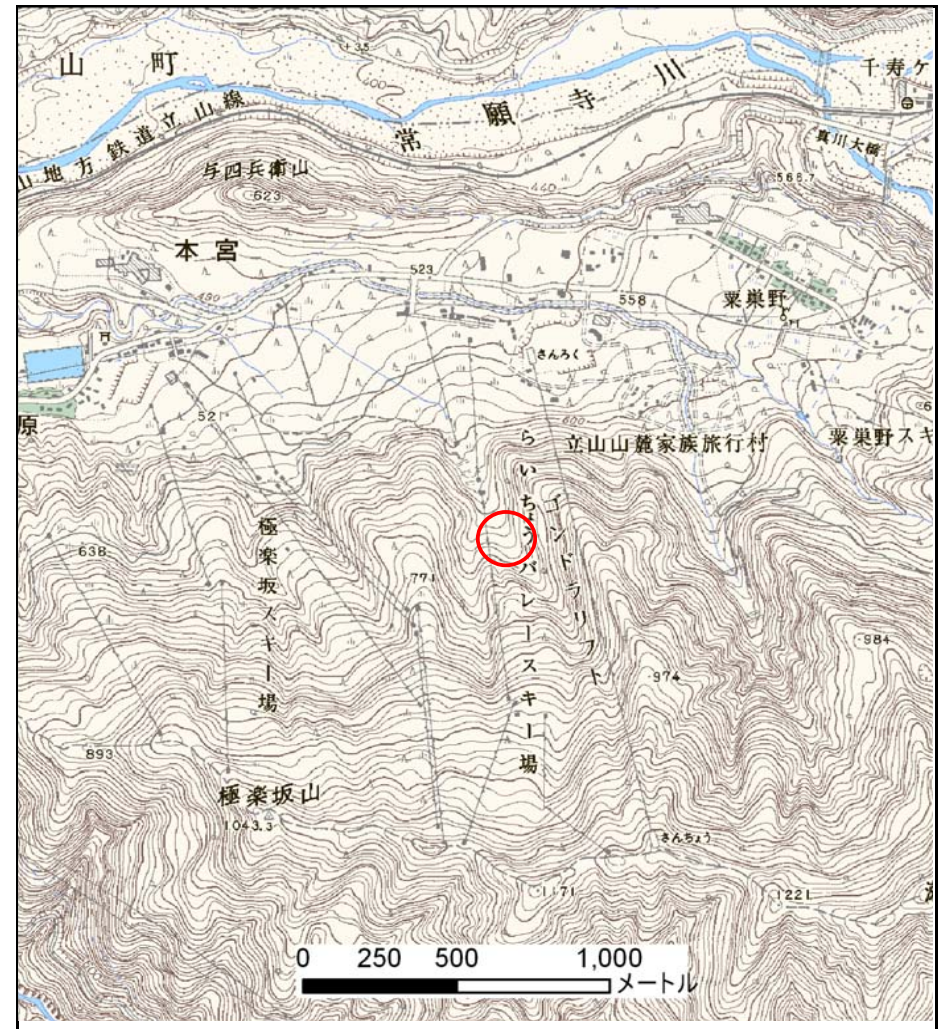 山町
千寿ケ
常願寺川
山地方鉄道立山線
真川大橋
与四兵衛山
440
566.7
623
本宮
523
480
558
粟巣野
さんろく
521
600
原
立山山麓家族旅行村
粟巣野スキ
らいちょうバレースキー場
ゴンドラリフト
極楽坂スキー場
638
771
984
974
893
極楽坂山
1043.3
さんちょう
1171
1221
0 250 500 1,000
メートル